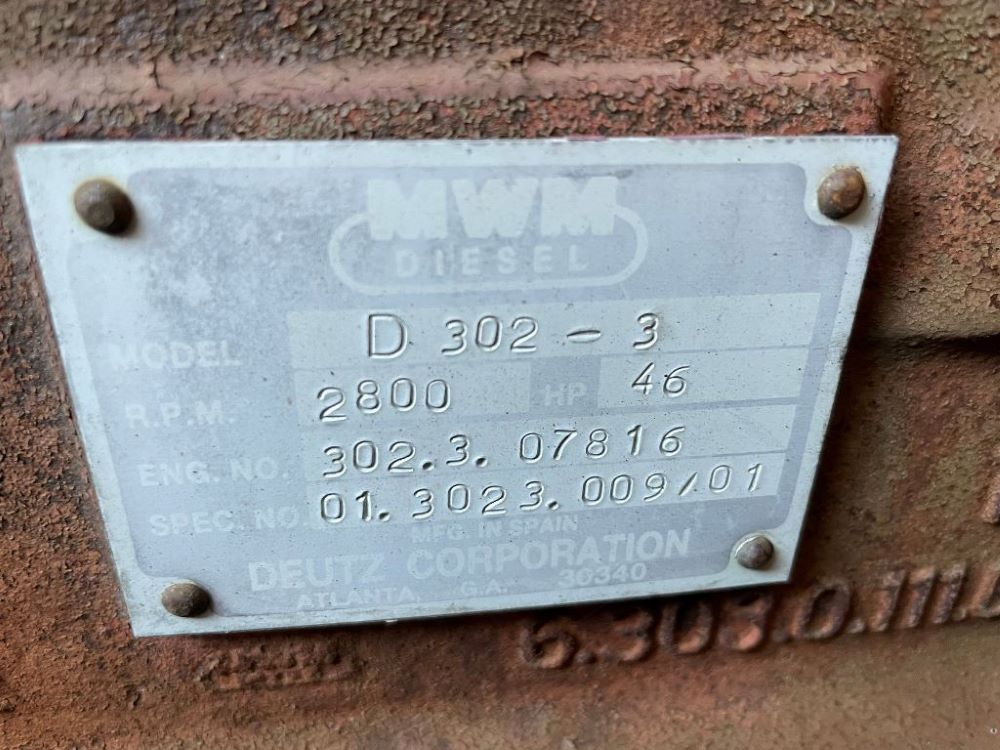 MWM
DIESEL
MODEL D 302 - 3
R.P.M. 2800 HP 46
ENG. NO. 302.3. 07816
SPEC. NO. 01. 3023. 009/01
MFG. IN SPAIN
DEUTZ CORPORATION
ATLANTA, G.A. 30340
6.303.0.111.